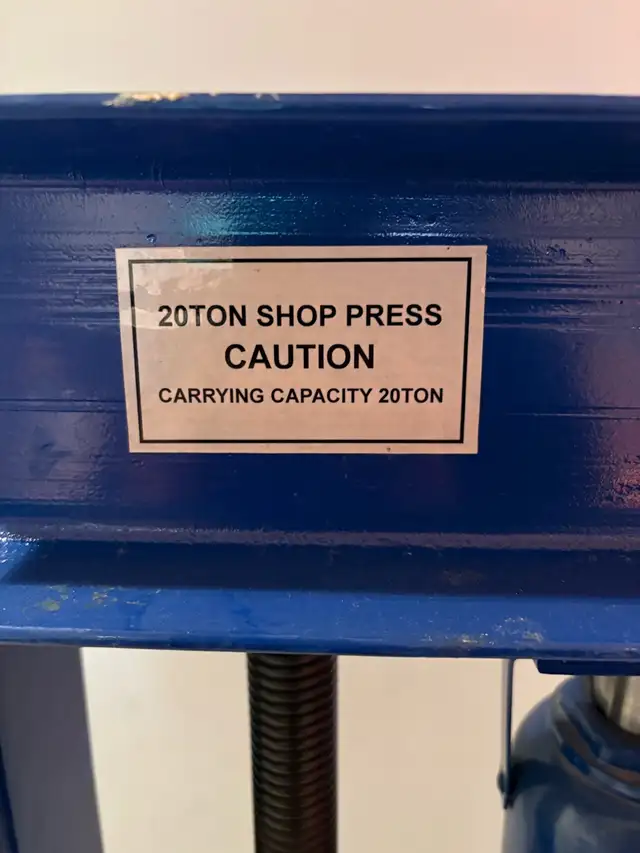 20TON SHOP PRESS
CAUTION
CARRYING CAPACITY 20TON